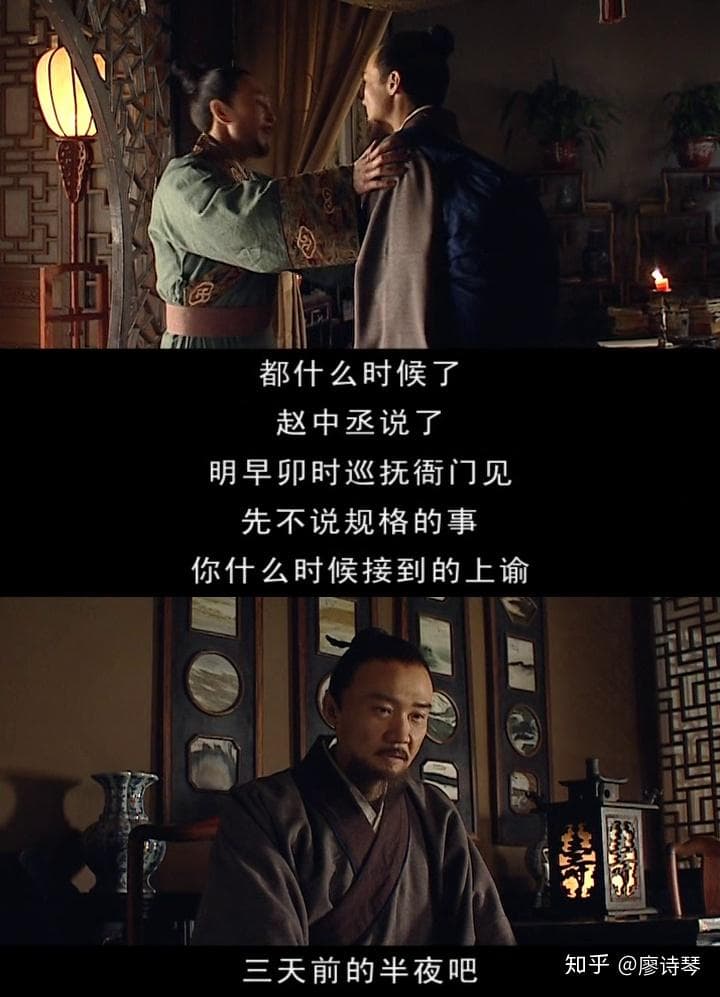 都什么时候了
赵中丞说了
明早卯时巡抚衙门见
先不说规格的事
你什么时候接到的上谕
三天前的半夜吧
知乎 @廖诗琴